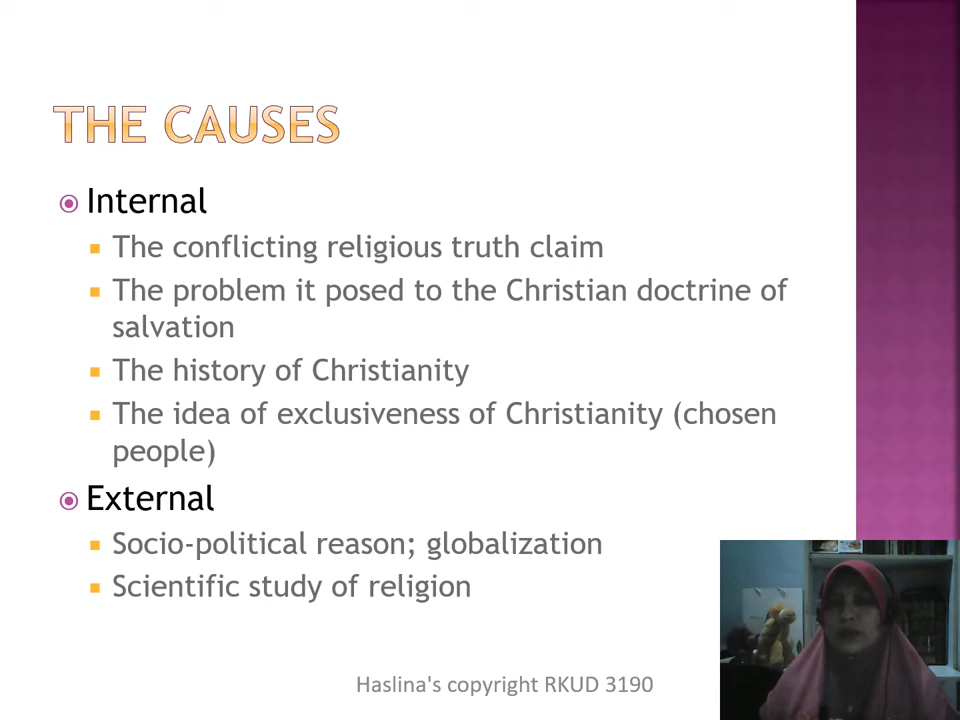 THE CAUSES
Internal
The conflicting religious truth claim
The problem it posed to the Christian doctrine of
salvation
The history of Christianity
The idea of exclusiveness of Christianity (chosen
people)
External
Socio-political reason; globalization
Scientific study of religion
Haslina's copyright RKUD 3190